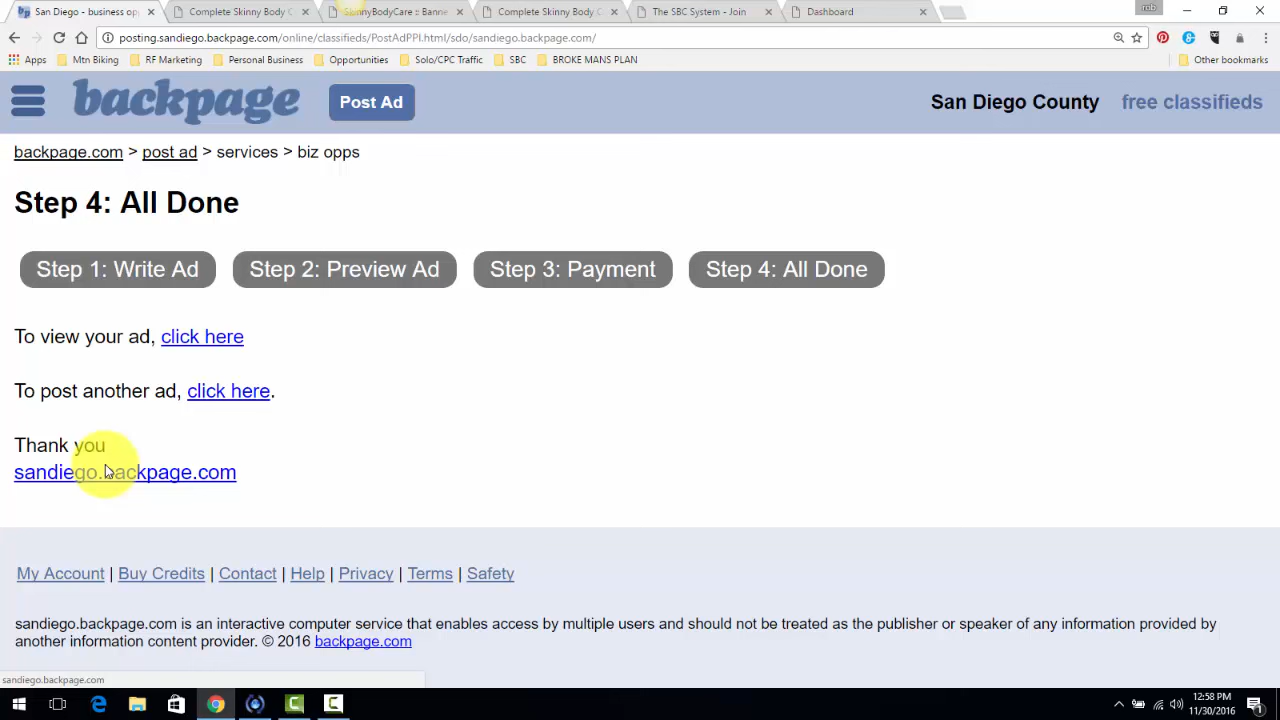 San Diego - business op
Complete Skinny Body C
SkinnyBodyCare :: Banne
Complete Skinny Body C
The SBC System - Join
Dashboard
rob
posting.sandiego.backpage.com/online/classifieds/PostAdPPI.html/sdo/sandiego.backpage.com/
Apps Mtn Biking RF Marketing Personal Business Opportunities Solo/CPC Traffic SBC BROKE MANS PLAN Other bookmarks
backpage Post Ad San Diego County free classifieds
backpage.com > post ad > services > biz opps
Step 4: All Done
Step 1: Write Ad Step 2: Preview Ad Step 3: Payment Step 4: All Done
To view your ad, click here
To post another ad, click here.
Thank you
sandiego.backpage.com
My Account | Buy Credits | Contact | Help | Privacy | Terms | Safety
sandiego.backpage.com is an interactive computer service that enables access by multiple users and should not be treated as the publisher or speaker of any information provided by
another information content provider. © 2016 backpage.com
sandiego.backpage.com
12:58 PM
11/30/2016